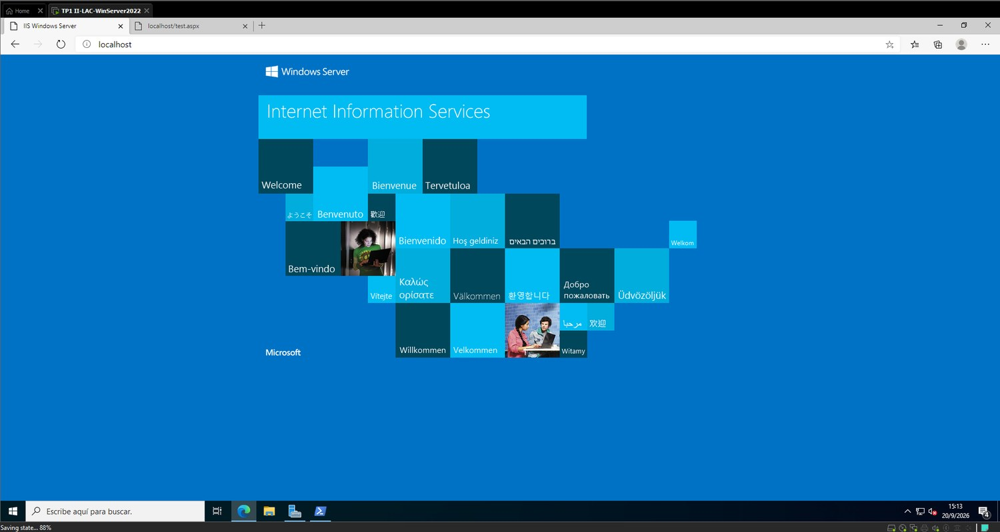 Home
TP1 II-LAC-WinServer2022
IIS Windows Server
localhost/test.aspx
localhost
Windows Server
Internet Information Services
Welcome
Bienvenue
Tervetuloa
ようこそ
Benvenuto
歡迎
Bienvenido
Hoş geldiniz
ברוכים הבאים
Welkom
Bem-vindo
Vítejte
Καλώς
ορίσατε
Välkommen
환영합니다
Добро
пожаловать
Üdvözöljük
Willkommen
Velkommen
مرحبا
欢迎
Witamy
Microsoft
Escribe aquí para buscar.
15:13
20/9/2026
4
Saving state... 88%